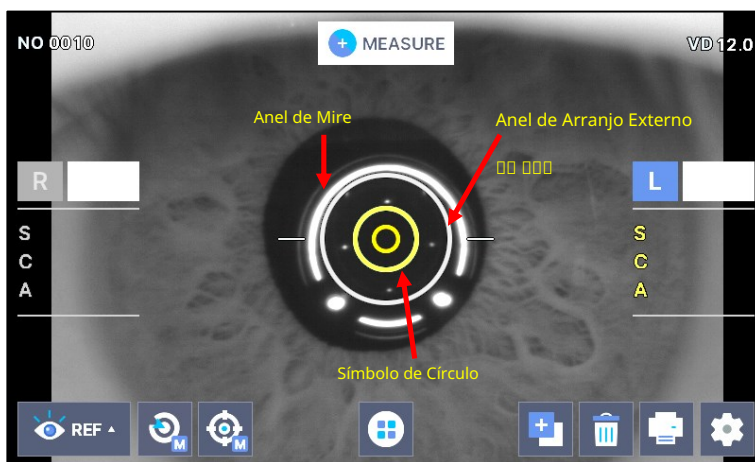 NO 0010
MEASURE
VD 12.0
Anel de Mire
Anel de Arranjo Externo
R
L
S
C
A
S
C
A
Símbolo de Círculo
REF
M
M